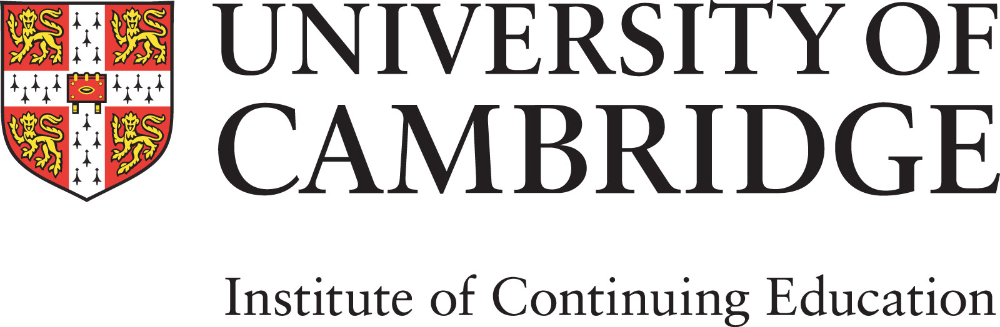 UNIVERSITY OF
CAMBRIDGE
Institute of Continuing Education